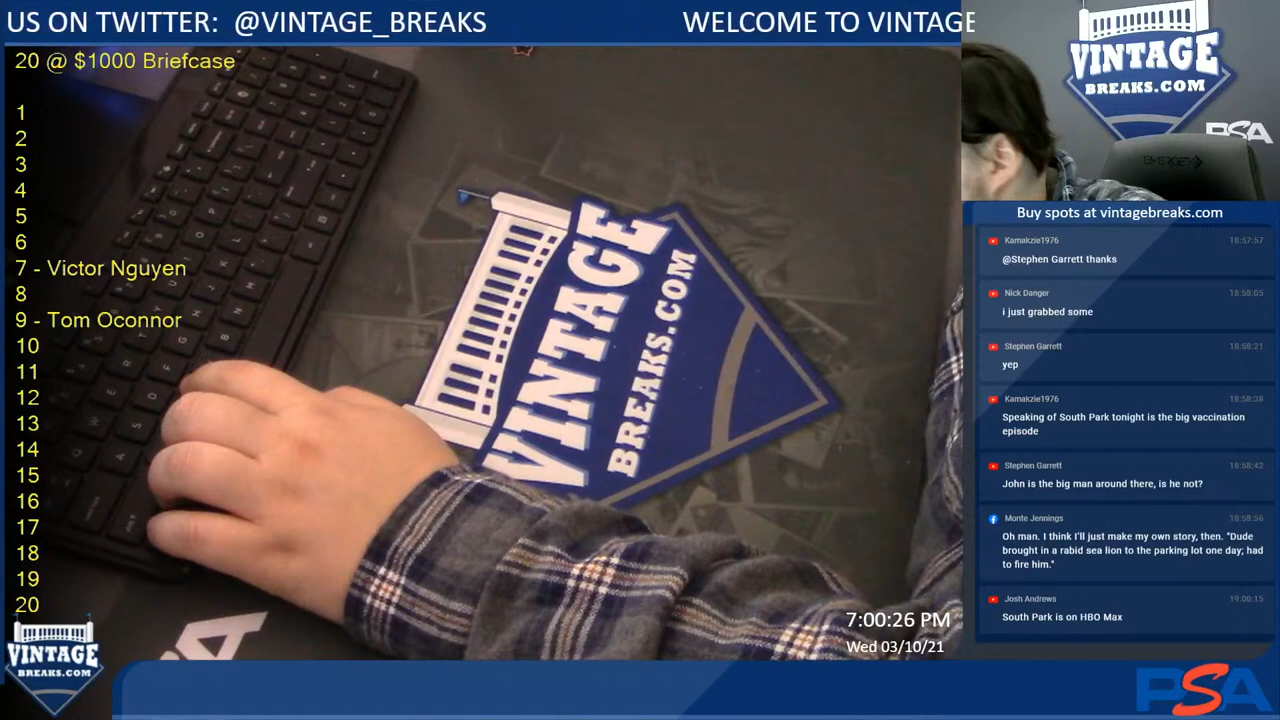 US ON TWITTER: @VINTAGE_BREAKS
WELCOME TO VINTAGE
20 @ $1000 Briefcase
1
2
3
4
5
6
7 - Victor Nguyen
8
9 - Tom Oconnor
10
11
12
13
14
15
16
17
18
19
20
VINTAGE
BREAKS.COM
VINTAGE
BREAKS.COM
PSA
Buy spots at vintagebreaks.com
Kamakzie1976 18:57:57
@Stephen Garrett thanks
Nick Danger 18:58:05
i just grabbed some
Stephen Garrett 18:58:21
yep
Kamakzie1976 18:58:38
Speaking of South Park tonight is the big vaccination
episode
Stephen Garrett 18:58:42
John is the big man around there, is he not?
Monte Jennings 18:58:56
Oh man. I think I'll just make my own story, then. "Dude
brought in a rabid sea lion to the parking lot one day; had
to fire him."
Josh Andrews 19:00:15
South Park is on HBO Max
7:00:26 PM
Wed 03/10/21
VINTAGE
BREAKS.COM
PSA